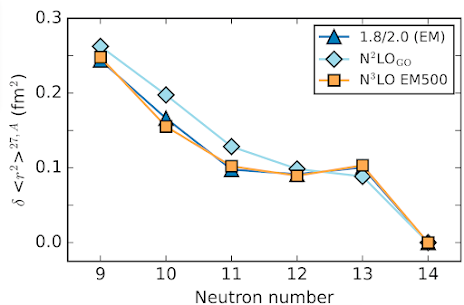 0.3
0.2
0.1
0.0
δ <r²>²⁷,ᴬ (fm²)
1.8/2.0 (EM)
N²LO_GO
N³LO EM500
9 10 11 12 13 14
Neutron number